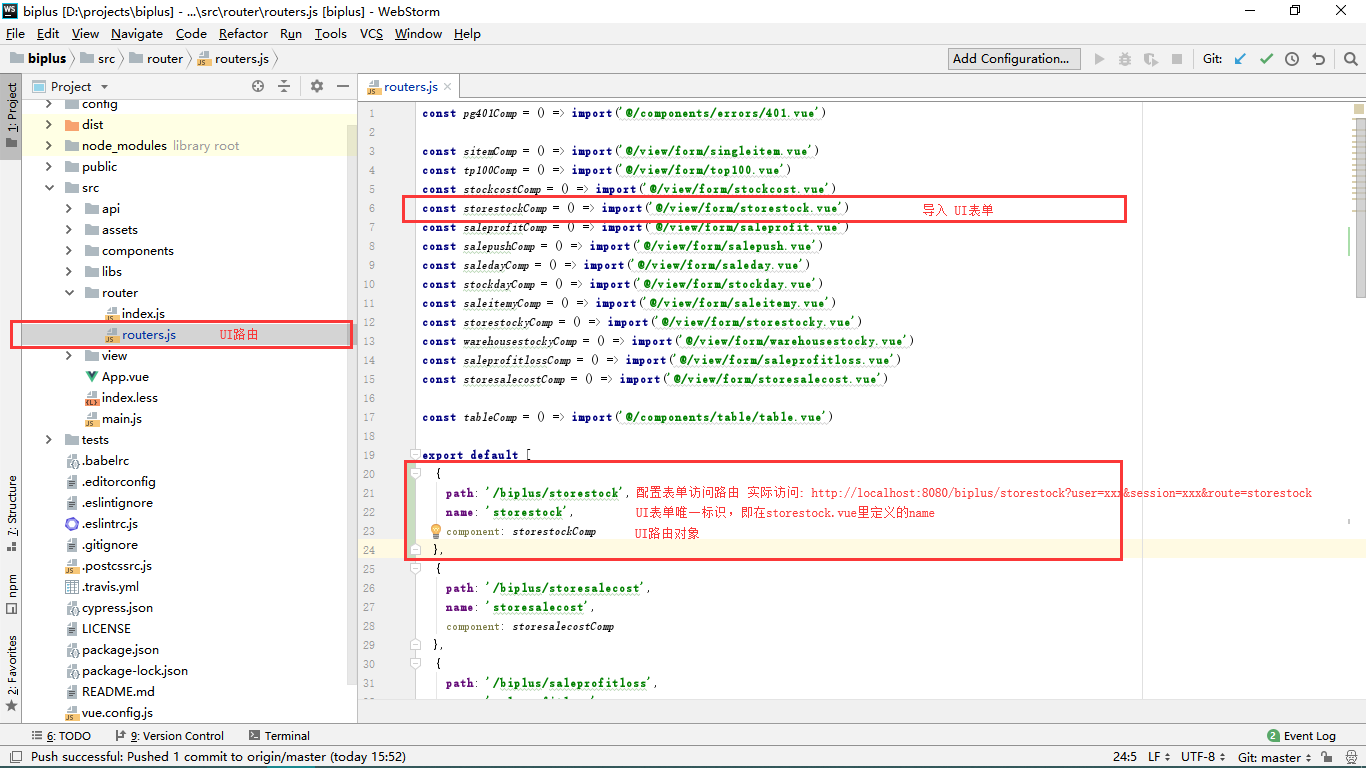 biplus [D:\projects\biplus] - ...\src\router\routers.js [biplus] - WebStorm
File Edit View Navigate Code Refactor Run Tools VCS Window Help
biplus src router routers.js Add Configuration... Git:
1: Project
Project
config
dist
node_modules library root
public
src
api
assets
components
libs
router
index.js
routers.js UI路由
view
App.vue
index.less
main.js
tests
.babelrc
.editorconfig
.eslintignore
.eslintrc.js
.gitignore
.postcssrc.js
.travis.yml
cypress.json
LICENSE
package.json
package-lock.json
README.md
vue.config.js
7: Structure
npm
2: Favorites
routers.js
1 const pg401Comp = () => import('@/components/errors/401.vue')
2
3 const sitemComp = () => import('@/view/form/singleitem.vue')
4 const tp100Comp = () => import('@/view/form/top100.vue')
5 const stockcostComp = () => import('@/view/form/stockcost.vue')
6 const storestockComp = () => import('@/view/form/storestock.vue') 导入 UI表单
7 const saleprofitComp = () => import('@/view/form/saleprofit.vue')
8 const salepushComp = () => import('@/view/form/salepush.vue')
9 const saledayComp = () => import('@/view/form/saleday.vue')
10 const stockdayComp = () => import('@/view/form/stockday.vue')
11 const saleitemyComp = () => import('@/view/form/saleitemy.vue')
12 const storestockyComp = () => import('@/view/form/storestocky.vue')
13 const warehousestockyComp = () => import('@/view/form/warehousestocky.vue')
14 const saleprofitlossComp = () => import('@/view/form/saleprofitloss.vue')
15 const storesalecostComp = () => import('@/view/form/storesalecost.vue')
16
17 const tableComp = () => import('@/components/table/table.vue')
18
19 export default [
20 {
21 path: '/biplus/storestock', 配置表单访问路由 实际访问: http://localhost:8080/biplus/storestock?user=xxx&session=xxx&route=storestock
22 name: 'storestock', UI表单唯一标识，即在storestock.vue里定义的name
23 component: storestockComp UI路由对象
24 },
25 {
26 path: '/biplus/storesalecost',
27 name: 'storesalecost',
28 component: storesalecostComp
29 },
30 {
31 path: '/biplus/saleprofitloss',
6: TODO 9: Version Control Terminal 2 Event Log
Push successful: Pushed 1 commit to origin/master (today 15:52) 24:5 LF UTF-8 Git: master